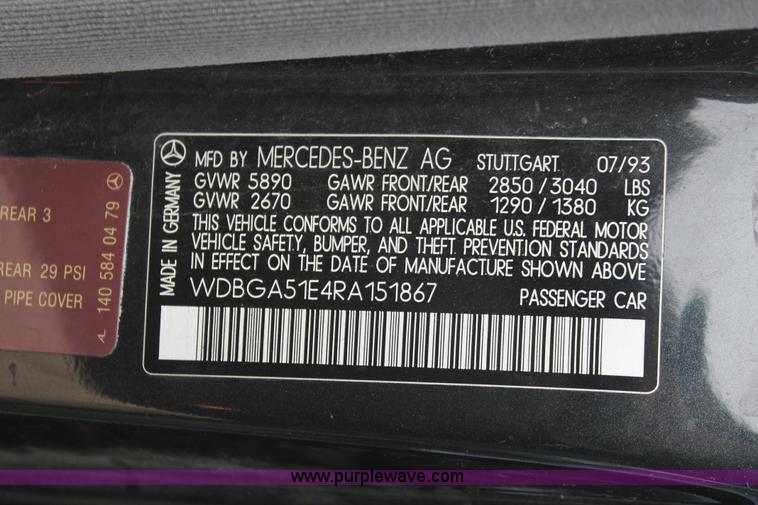 REAR 3
REAR 29 PSI
PIPE COVER
AL 140 584 04 79
MADE IN GERMANY
MFD BY MERCEDES-BENZ AG STUTTGART 07/93
GVWR 5890 GAWR FRONT/REAR 2850/3040 LBS
GVWR 2670 GAWR FRONT/REAR 1290/1380 KG
THIS VEHICLE CONFORMS TO ALL APPLICABLE U.S. FEDERAL MOTOR
VEHICLE SAFETY, BUMPER, AND THEFT PREVENTION STANDARDS
IN EFFECT ON THE DATE OF MANUFACTURE SHOWN ABOVE
WDBGA51E4RA151867 PASSENGER CAR
www.purplewave.com